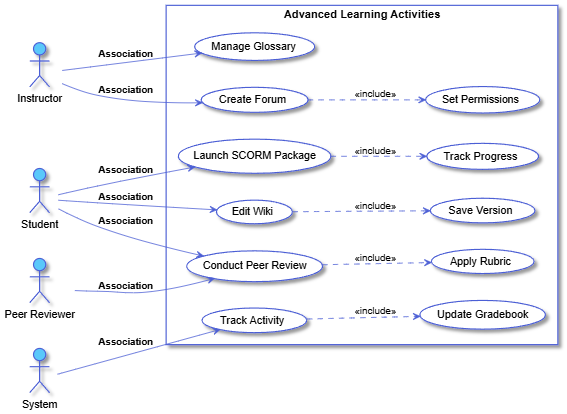 Advanced Learning Activities
Association
Manage Glossary
Instructor
Association
Create Forum
«include»
Set Permissions
Association
Launch SCORM Package
«include»
Track Progress
Student
Association
Edit Wiki
«include»
Save Version
Association
Conduct Peer Review
«include»
Apply Rubric
Peer Reviewer
Association
Track Activity
«include»
Update Gradebook
System
Association